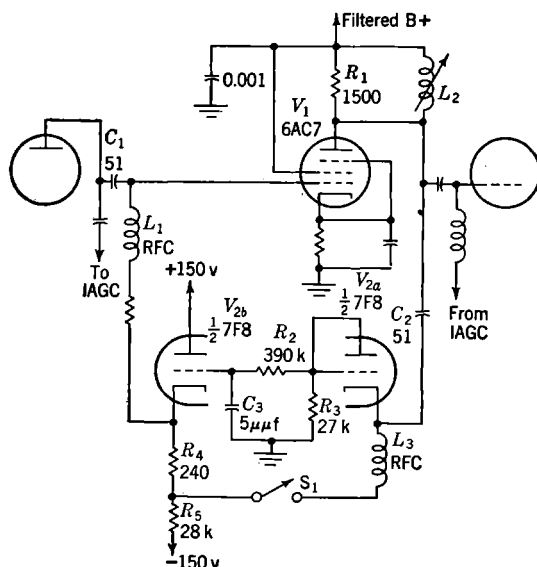 Filtered B+
0.001
R1
1500
L2
V1
6AC7
C1
51
L1
RFC
To
IAGC
+150 v
V2b
½ 7F8
R2
390 k
V2a
½ 7F8
C2
51
From
IAGC
C3
5μμf
R3
27 k
L3
RFC
R4
240
S1
R5
28 k
−150 v